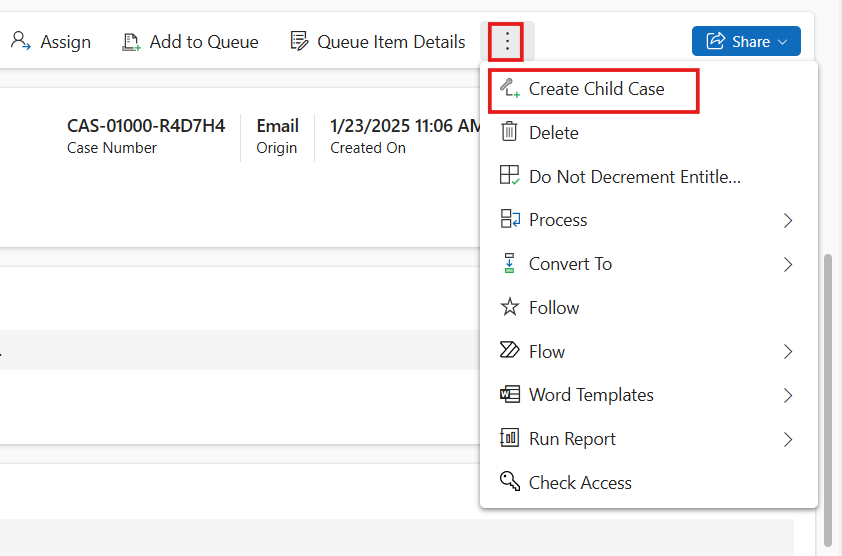 Assign
Add to Queue
Queue Item Details
Share
CAS-01000-R4D7H4
Case Number
Email
Origin
1/23/2025 11:06 AM
Created On
Create Child Case
Delete
Do Not Decrement Entitle...
Process
Convert To
Follow
Flow
Word Templates
Run Report
Check Access